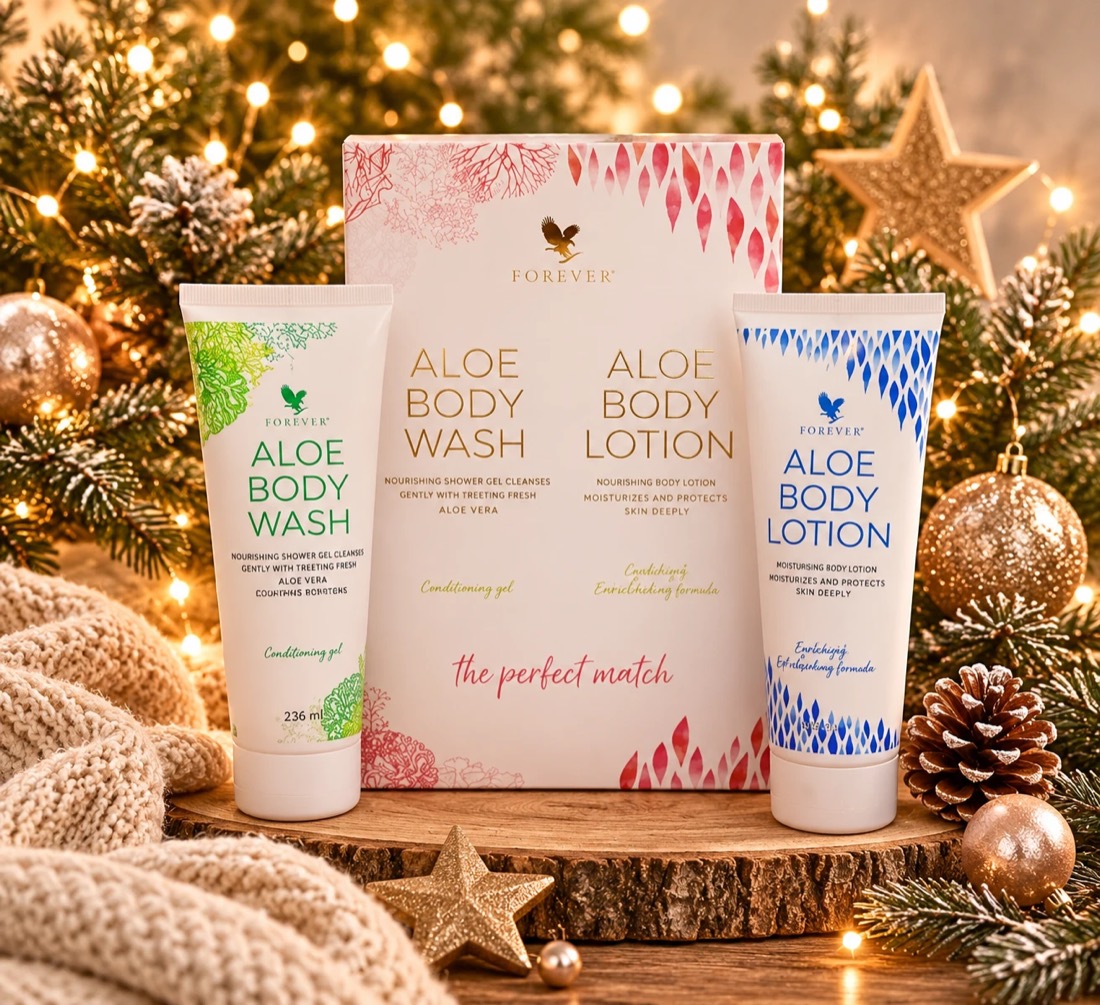 FOREVER®
ALOE
BODY
WASH
NOURISHING SHOWER GEL CLEANSES
GENTLY WITH TREETING FRESH
ALOE VERA
Conditioning gel
ALOE
BODY
LOTION
NOURISHING BODY LOTION
MOISTURIZES AND PROTECTS
SKIN DEEPLY
the perfect match
FOREVER®
ALOE
BODY
WASH
NOURISHING SHOWER GEL CLEANSES
GENTLY WITH TREETING FRESH
ALOE VERA
Conditioning gel
236 ml
FOREVER®
ALOE
BODY
LOTION
MOISTURISING BODY LOTION
MOISTURIZES AND PROTECTS
SKIN DEEPLY